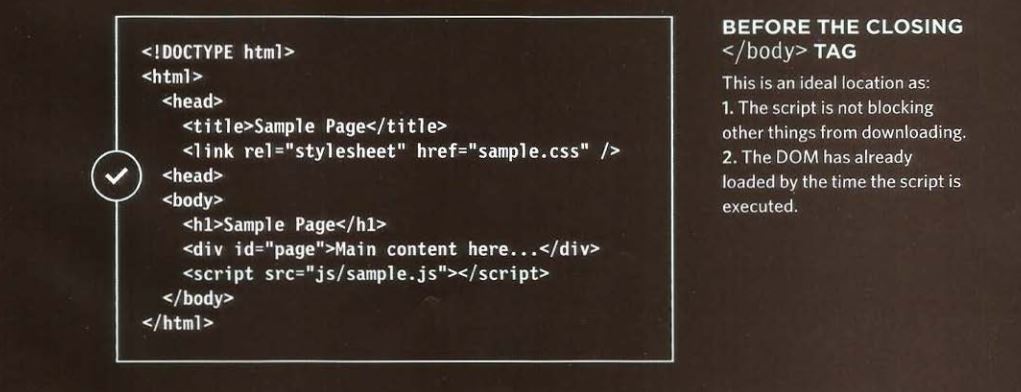 <!DOCTYPE html>
<html>
<head>
<title>Sample Page</title>
<link rel="stylesheet" href="sample.css" />
<head>
<body>
<h1>Sample Page</h1>
<div id="page">Main content here...</div>
<script src="js/sample.js"></script>
</body>
</html>
BEFORE THE CLOSING
</body> TAG
This is an ideal location as:
1. The script is not blocking
other things from downloading.
2. The DOM has already
loaded by the time the script is
executed.